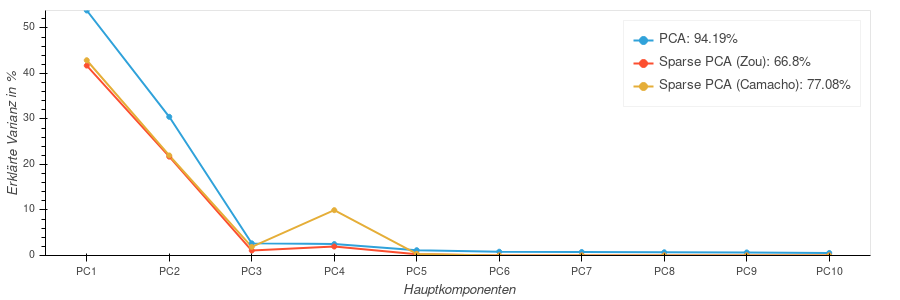 PCA: 94.19%
Sparse PCA (Zou): 66.8%
Sparse PCA (Camacho): 77.08%
Erklärte Varianz in %
50
40
30
20
10
0
PC1 PC2 PC3 PC4 PC5 PC6 PC7 PC8 PC9 PC10
Hauptkomponenten